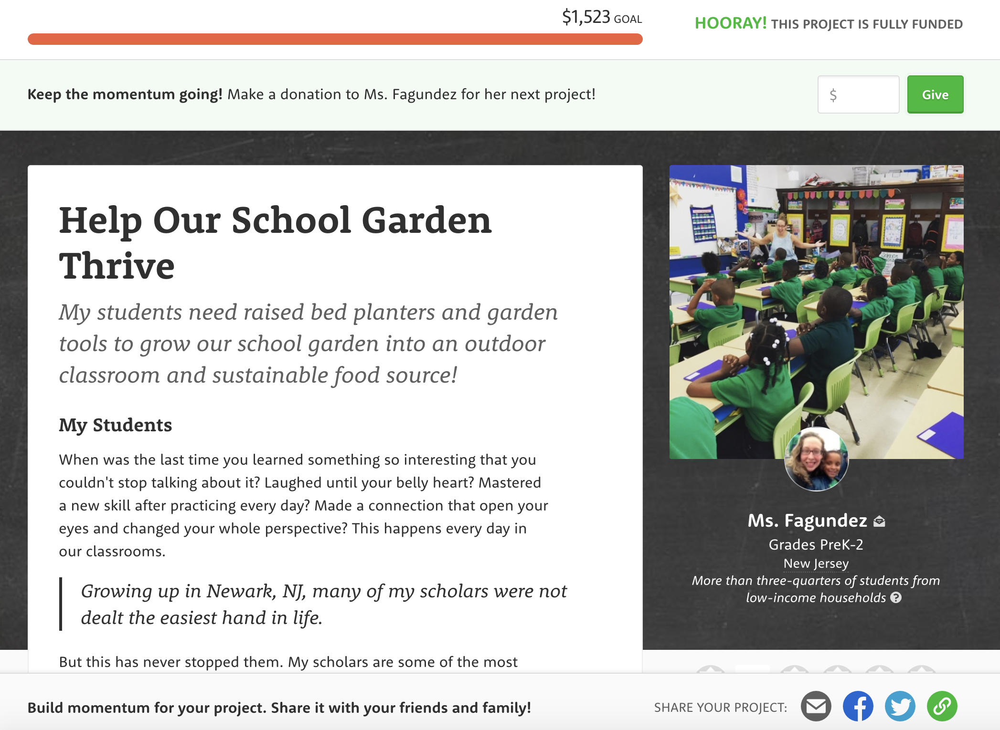 $1,523 GOAL
HOORAY! THIS PROJECT IS FULLY FUNDED
Keep the momentum going! Make a donation to Ms. Fagundez for her next project!
$
Give
Help Our School Garden
Thrive
My students need raised bed planters and garden
tools to grow our school garden into an outdoor
classroom and sustainable food source!
My Students
When was the last time you learned something so interesting that you
couldn't stop talking about it? Laughed until your belly heart? Mastered
a new skill after practicing every day? Made a connection that open your
eyes and changed your whole perspective? This happens every day in
our classrooms.
Growing up in Newark, NJ, many of my scholars were not
dealt the easiest hand in life.
But this has never stopped them. My scholars are some of the most
Ms. Fagundez
Grades PreK-2
New Jersey
More than three-quarters of students from
low-income households ?
Build momentum for your project. Share it with your friends and family!
SHARE YOUR PROJECT: